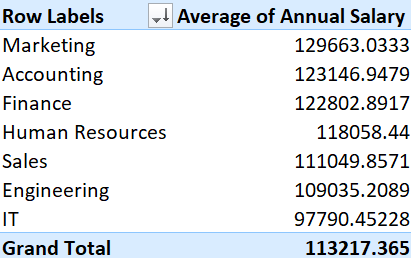 Row Labels Average of Annual Salary
Marketing 129663.0333
Accounting 123146.9479
Finance 122802.8917
Human Resources 118058.44
Sales 111049.8571
Engineering 109035.2089
IT 97790.45228
Grand Total 113217.365